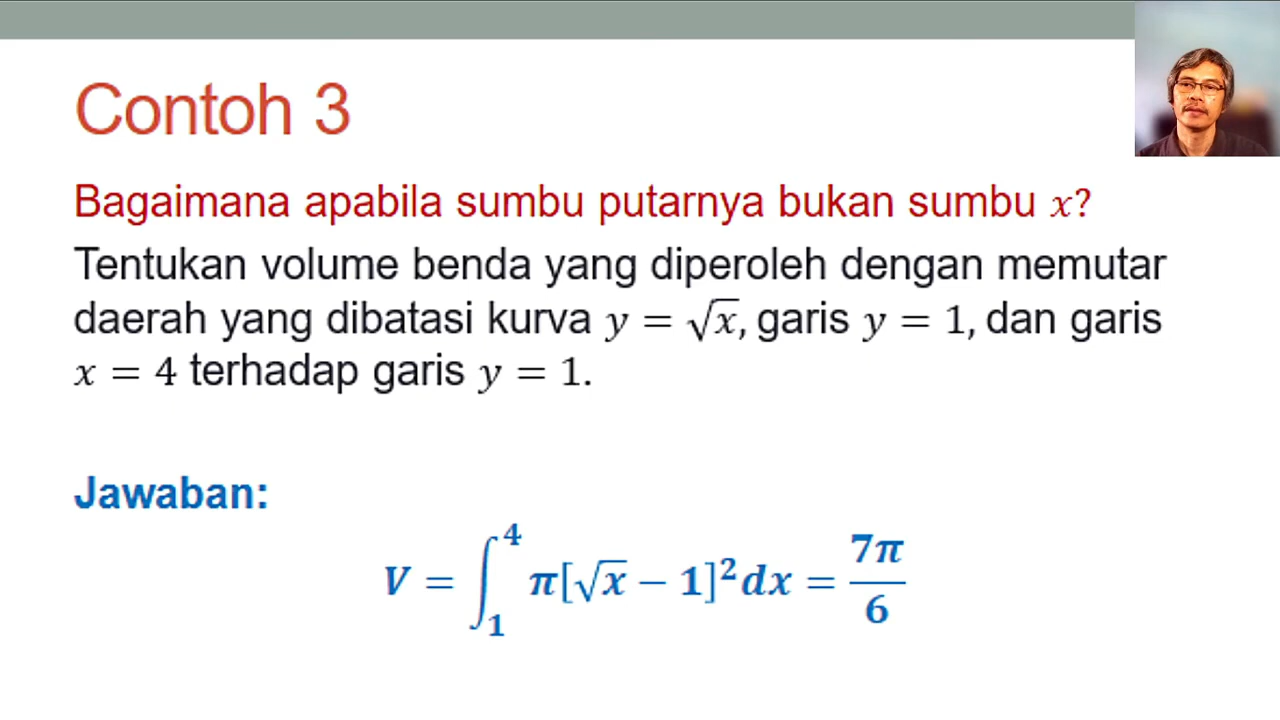 Contoh 3
Bagaimana apabila sumbu putarnya bukan sumbu x?
Tentukan volume benda yang diperoleh dengan memutar
daerah yang dibatasi kurva y = √x, garis y = 1, dan garis
x = 4 terhadap garis y = 1.
Jawaban:
V = ∫₁⁴ π[√x − 1]² dx = 7π/6